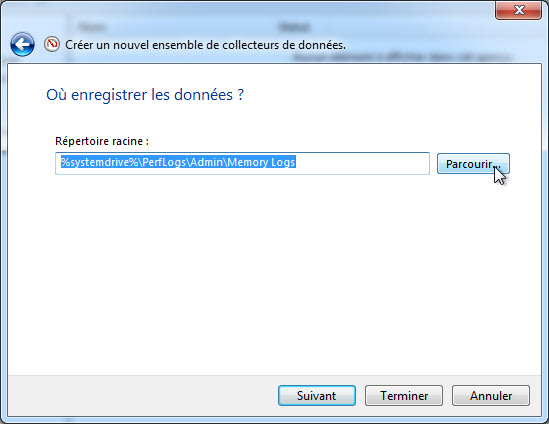 Créer un nouvel ensemble de collecteurs de données.
Où enregistrer les données ?
Répertoire racine :
%systemdrive%\PerfLogs\Admin\Memory Logs
Parcourir...
Suivant
Terminer
Annuler